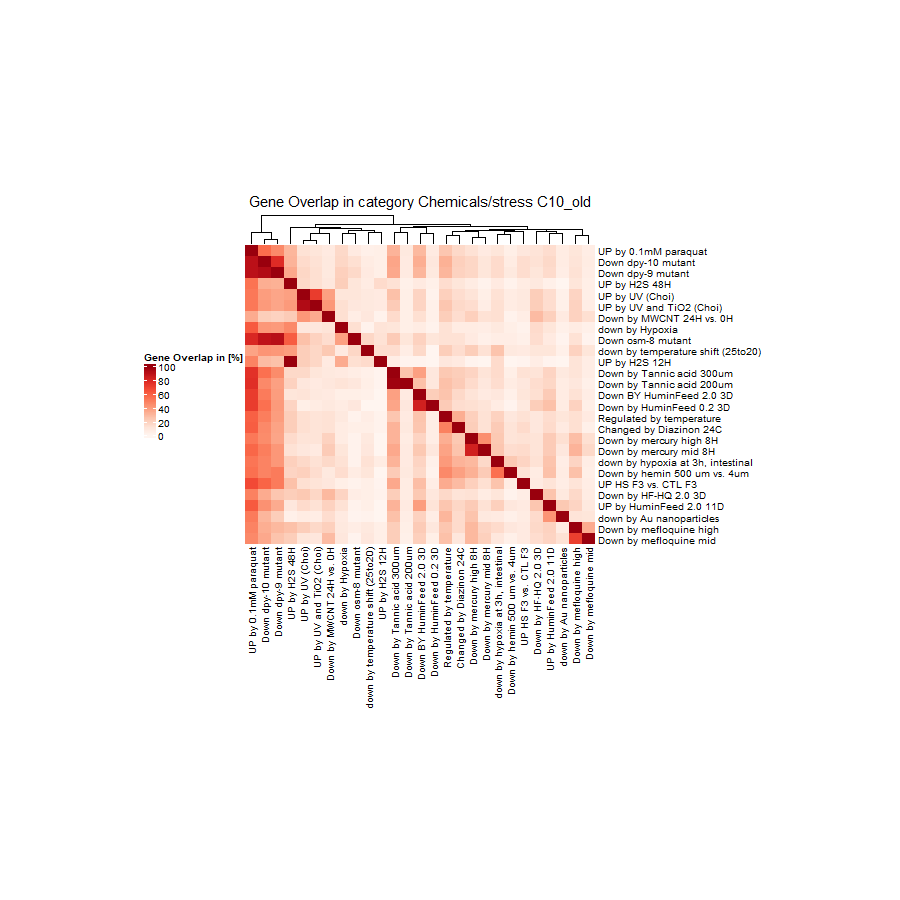 Gene Overlap in category Chemicals/stress C10_old
UP by 0.1mM paraquat
Down dpy-10 mutant
Down dpy-9 mutant
UP by H2S 48H
UP by UV (Choi)
UP by UV and TiO2 (Choi)
Down by MWCNT 24H vs. 0H
down by Hypoxia
Down osm-8 mutant
down by temperature shift (25to20)
UP by H2S 12H
Down by Tannic acid 300um
Down by Tannic acid 200um
Down BY HuminFeed 2.0 3D
Down by HuminFeed 0.2 3D
Regulated by temperature
Changed by Diazinon 24C
Down by mercury high 8H
Down by mercury mid 8H
down by hypoxia at 3h, intestinal
Down by hemin 500 um vs. 4um
UP HS F3 vs. CTL F3
Down by HF-HQ 2.0 3D
UP by HuminFeed 2.0 11D
down by Au nanoparticles
Down by mefloquine high
Down by mefloquine mid
Gene Overlap in [%]
100
80
60
40
20
0
UP by 0.1mM paraquat
Down dpy-10 mutant
Down dpy-9 mutant
UP by H2S 48H
UP by UV (Choi)
UP by UV and TiO2 (Choi)
Down by MWCNT 24H vs. 0H
down by Hypoxia
Down osm-8 mutant
down by temperature shift (25to20)
UP by H2S 12H
Down by Tannic acid 300um
Down by Tannic acid 200um
Down BY HuminFeed 2.0 3D
Down by HuminFeed 0.2 3D
Regulated by temperature
Changed by Diazinon 24C
Down by mercury high 8H
Down by mercury mid 8H
down by hypoxia at 3h, intestinal
Down by hemin 500 um vs. 4um
UP HS F3 vs. CTL F3
Down by HF-HQ 2.0 3D
UP by HuminFeed 2.0 11D
down by Au nanoparticles
Down by mefloquine high
Down by mefloquine mid